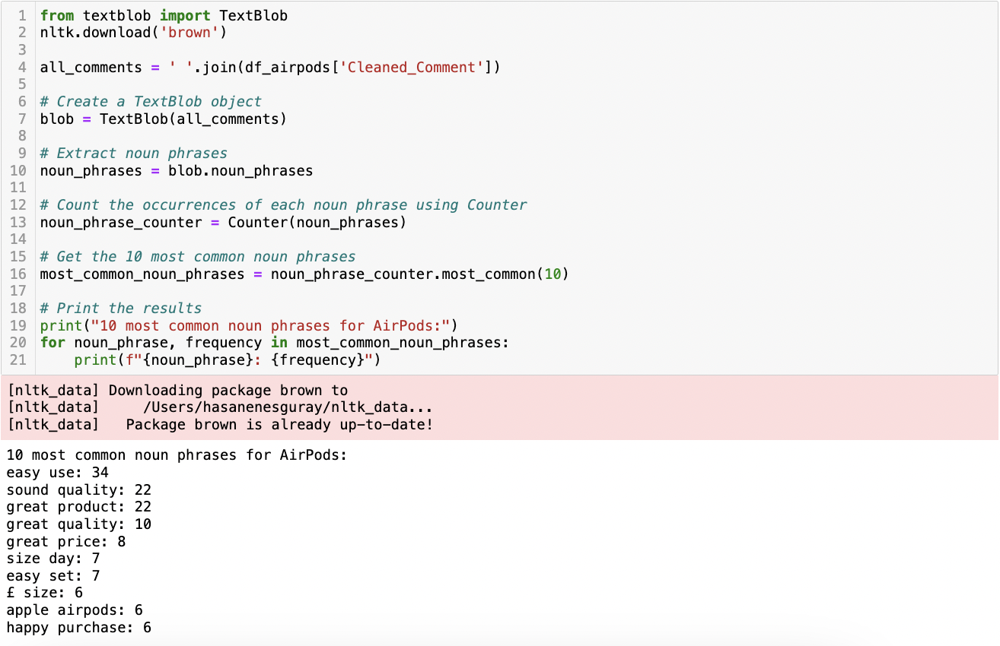 1 from textblob import TextBlob
2 nltk.download('brown')
3
4 all_comments = ' '.join(df_airpods['Cleaned_Comment'])
5
6 # Create a TextBlob object
7 blob = TextBlob(all_comments)
8
9 # Extract noun phrases
10 noun_phrases = blob.noun_phrases
11
12 # Count the occurrences of each noun phrase using Counter
13 noun_phrase_counter = Counter(noun_phrases)
14
15 # Get the 10 most common noun phrases
16 most_common_noun_phrases = noun_phrase_counter.most_common(10)
17
18 # Print the results
19 print("10 most common noun phrases for AirPods:")
20 for noun_phrase, frequency in most_common_noun_phrases:
21     print(f"{noun_phrase}: {frequency}")
[nltk_data] Downloading package brown to
[nltk_data]     /Users/hasanenesguray/nltk_data...
[nltk_data]   Package brown is already up-to-date!
10 most common noun phrases for AirPods:
easy use: 34
sound quality: 22
great product: 22
great quality: 10
great price: 8
size day: 7
easy set: 7
£ size: 6
apple airpods: 6
happy purchase: 6